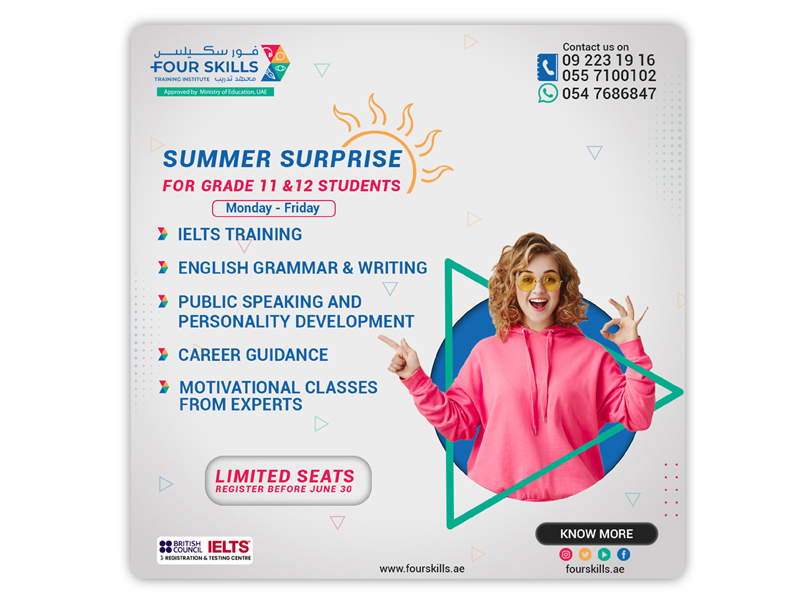 فور سكيلس
FOUR SKILLS
TRAINING INSTITUTE معهد تدريب
Approved by Ministry of Education, UAE
Contact us on
09 223 19 16
055 7100102
054 7686847
SUMMER SURPRISE
FOR GRADE 11 &12 STUDENTS
Monday - Friday
IELTS TRAINING
ENGLISH GRAMMAR & WRITING
PUBLIC SPEAKING AND
PERSONALITY DEVELOPMENT
CAREER GUIDANCE
MOTIVATIONAL CLASSES
FROM EXPERTS
LIMITED SEATS
REGISTER BEFORE JUNE 30
BRITISH
COUNCIL IELTS
REGISTRATION & TESTING CENTRE
KNOW MORE
www.fourskills.ae
fourskills.ae